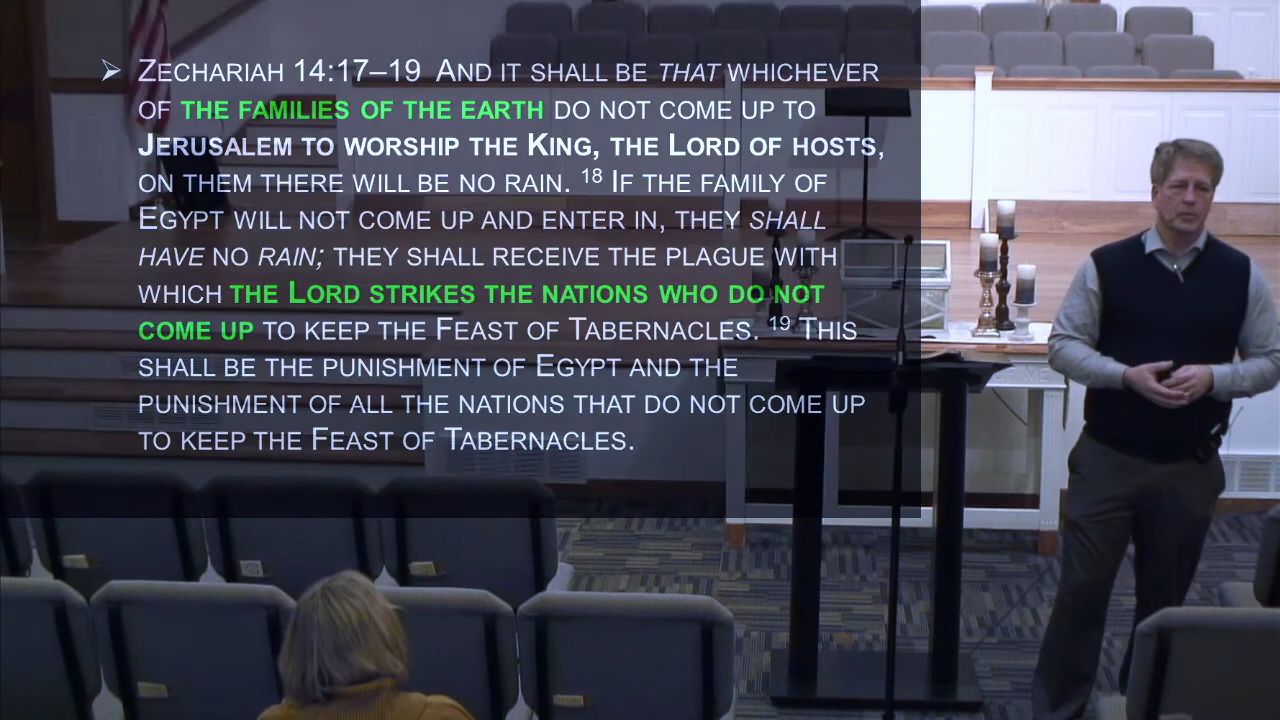 ZECHARIAH 14:17–19 AND IT SHALL BE THAT WHICHEVER
OF THE FAMILIES OF THE EARTH DO NOT COME UP TO
JERUSALEM TO WORSHIP THE KING, THE LORD OF HOSTS,
ON THEM THERE WILL BE NO RAIN. 18 IF THE FAMILY OF
EGYPT WILL NOT COME UP AND ENTER IN, THEY SHALL
HAVE NO RAIN; THEY SHALL RECEIVE THE PLAGUE WITH
WHICH THE LORD STRIKES THE NATIONS WHO DO NOT
COME UP TO KEEP THE FEAST OF TABERNACLES. 19 THIS
SHALL BE THE PUNISHMENT OF EGYPT AND THE
PUNISHMENT OF ALL THE NATIONS THAT DO NOT COME UP
TO KEEP THE FEAST OF TABERNACLES.